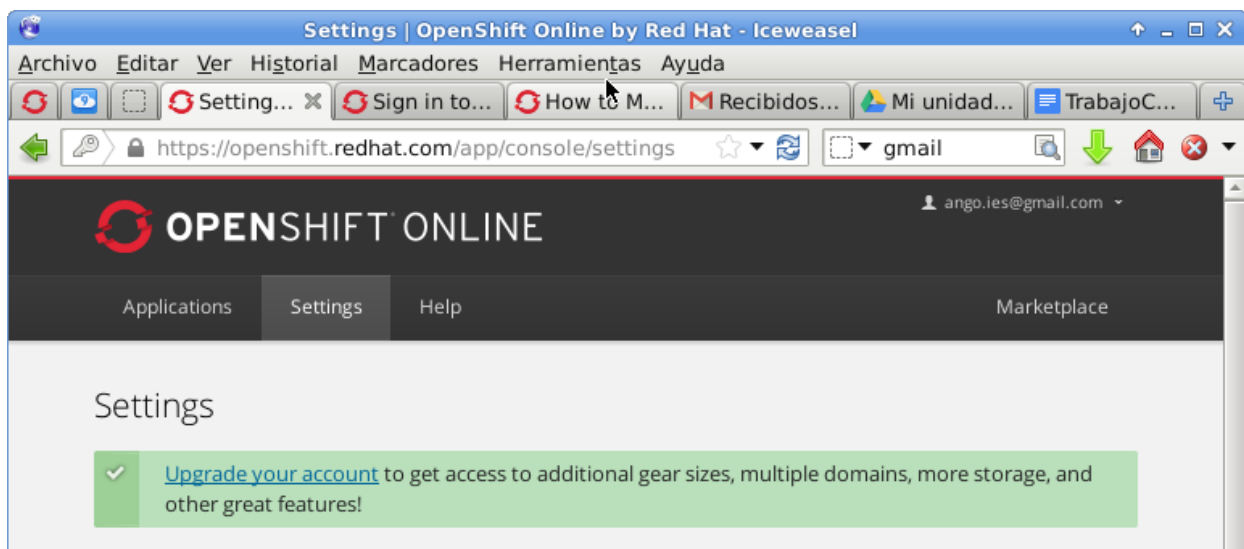 Settings | OpenShift Online by Red Hat - Iceweasel
Archivo Editar Ver Historial Marcadores Herramientas Ayuda
Setting... Sign in to... How to M... Recibidos... Mi unidad... TrabajoC...
https://openshift.redhat.com/app/console/settings gmail
ango.ies@gmail.com
OPENSHIFT ONLINE
Applications Settings Help Marketplace
Settings
Upgrade your account to get access to additional gear sizes, multiple domains, more storage, and
other great features!